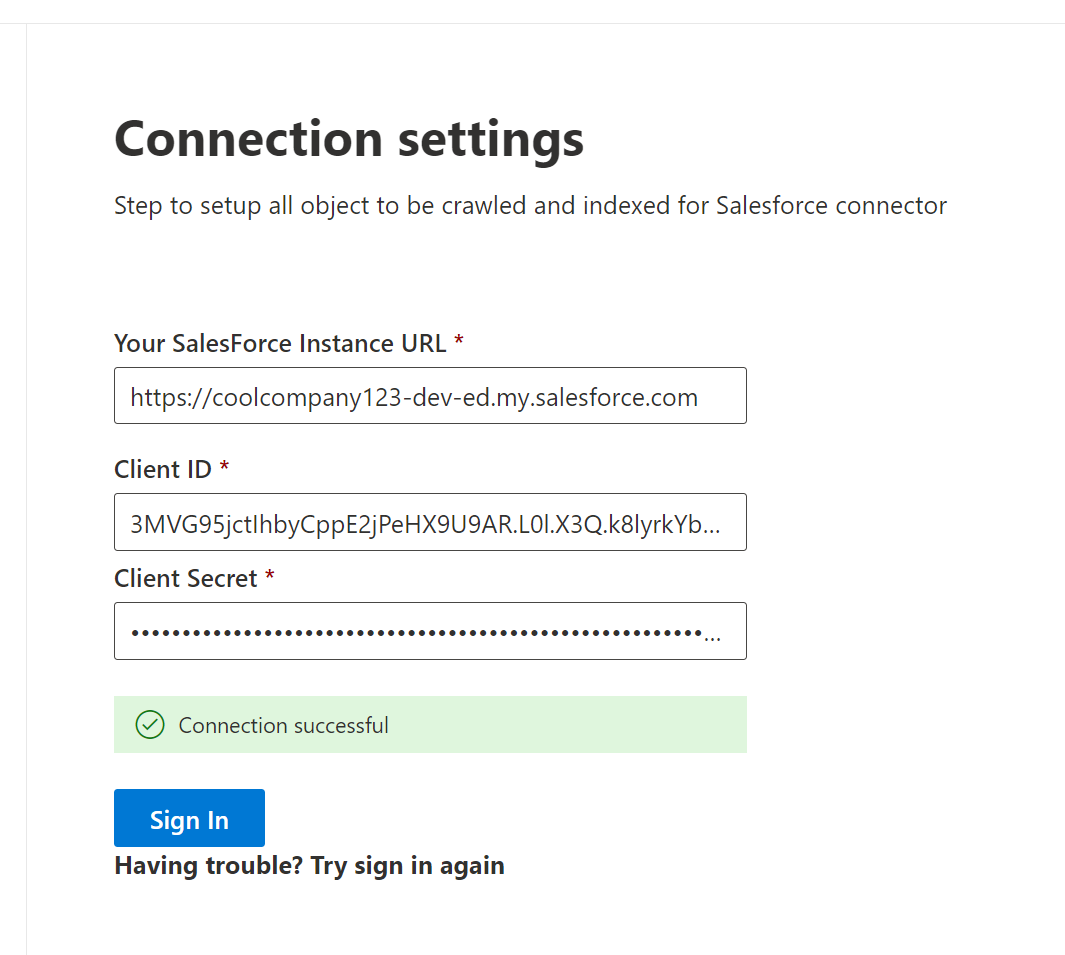 Connection settings
Step to setup all object to be crawled and indexed for Salesforce connector
Your SalesForce Instance URL *
https://coolcompany123-dev-ed.my.salesforce.com
Client ID *
3MVG95jctIhbyCppE2jPeHX9U9AR.L0l.X3Q.k8lyrkYb...
Client Secret *
••••••••••••••••••••••••••••••••••••••••••••••••••••••••...
Connection successful
Sign In
Having trouble? Try sign in again